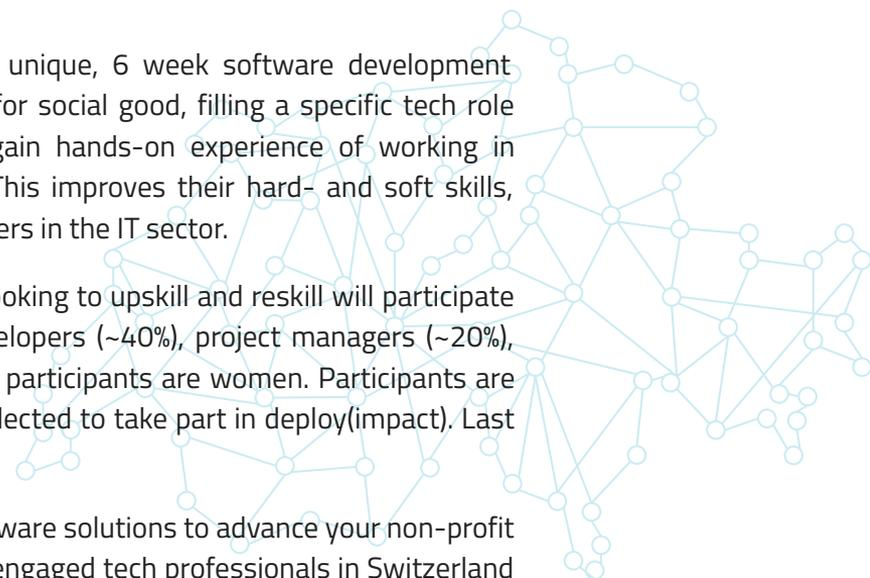 unique, 6 week software development
for social good, filling a specific tech role
gain hands-on experience of working in
This improves their hard- and soft skills,
ers in the IT sector.
ooking to upskill and reskill will participate
elopers (~40%), project managers (~20%),
participants are women. Participants are
lected to take part in deploy(impact). Last
ware solutions to advance your non-profit
engaged tech professionals in Switzerland